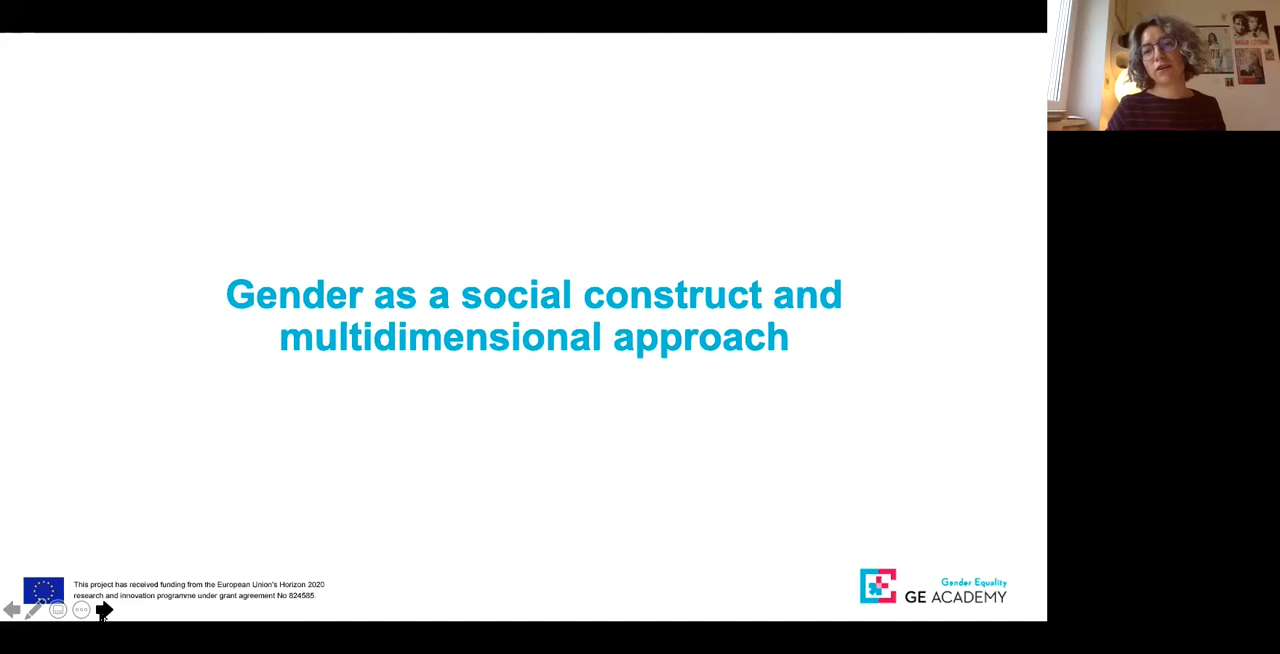 Gender as a social construct and
multidimensional approach
This project has received funding from the European Union's Horizon 2020
research and innovation programme under grant agreement No 824585.
Gender Equality
GE ACADEMY